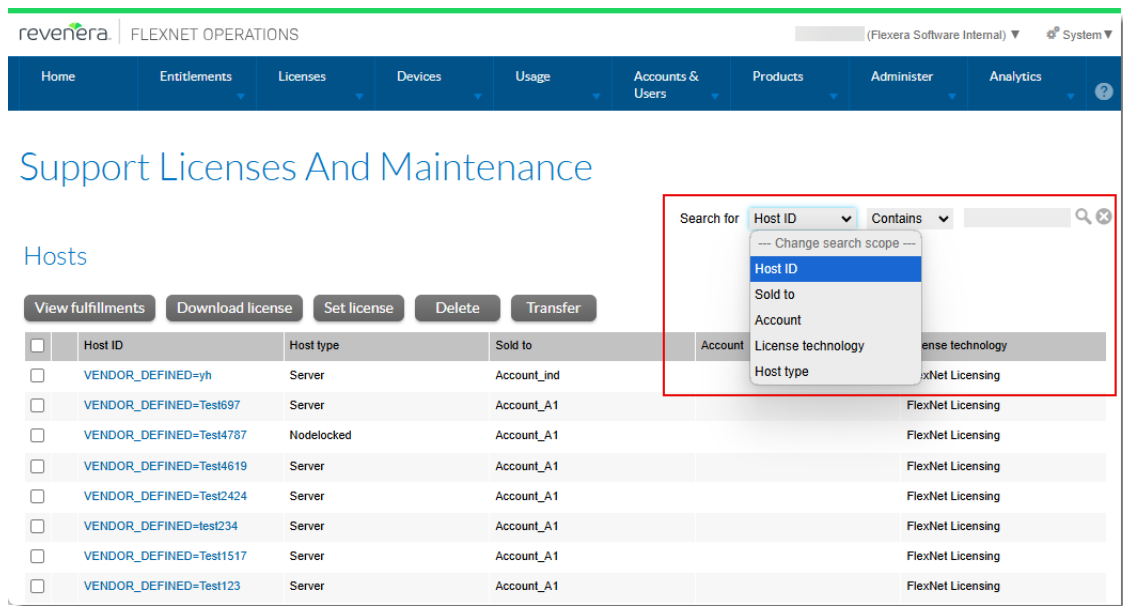 revenera. FLEXNET OPERATIONS (Flexera Software Internal) ▼ System ▼
Home Entitlements Licenses Devices Usage Accounts & Users Products Administer Analytics ?
Support Licenses And Maintenance
Search for Host ID Contains
--- Change search scope ---
Host ID
Sold to
Account
License technology
Host type
Hosts
View fulfillments Download license Set license Delete Transfer
Host ID Host type Sold to Account technology
VENDOR_DEFINED=yh Server Account_ind Licensing
VENDOR_DEFINED=Test697 Server Account_A1 FlexNet Licensing
VENDOR_DEFINED=Test4787 Nodelocked Account_A1 FlexNet Licensing
VENDOR_DEFINED=Test4619 Server Account_A1 FlexNet Licensing
VENDOR_DEFINED=Test2424 Server Account_A1 FlexNet Licensing
VENDOR_DEFINED=test234 Server Account_A1 FlexNet Licensing
VENDOR_DEFINED=Test1517 Server Account_A1 FlexNet Licensing
VENDOR_DEFINED=Test123 Server Account_A1 FlexNet Licensing